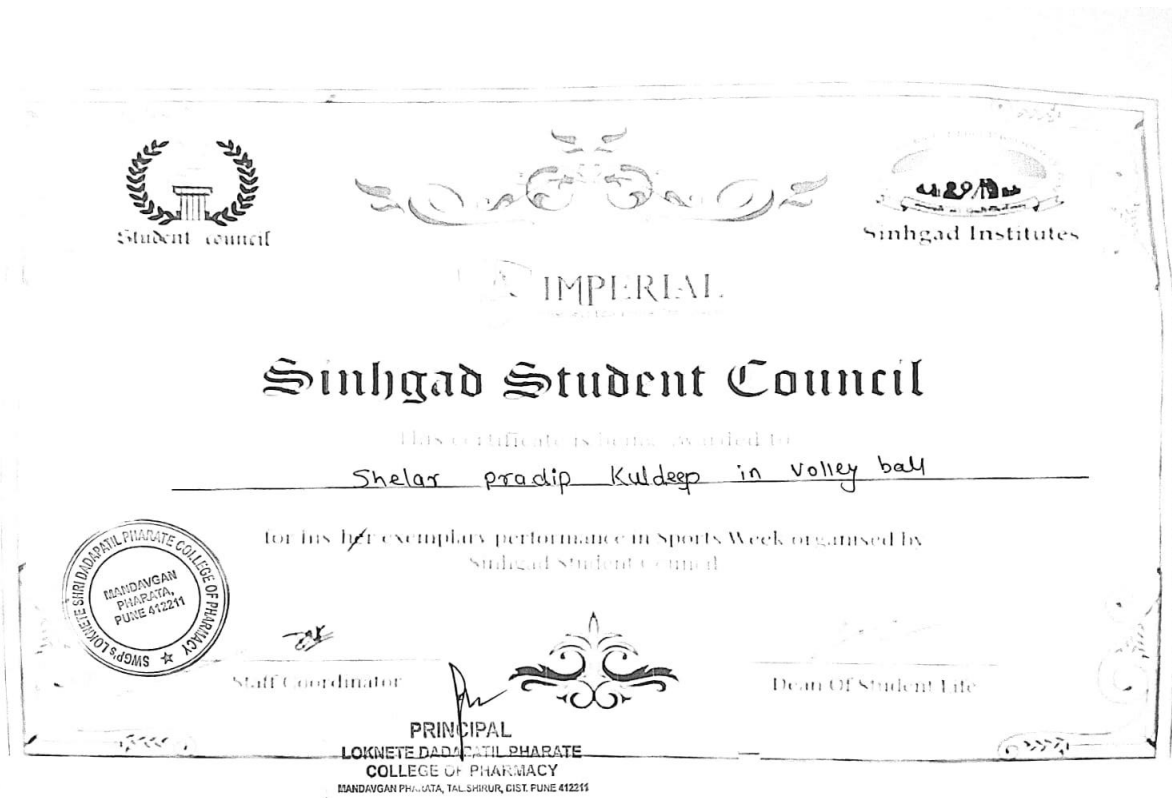 Student council
Sinhgad Institutes
IMPERIAL
Sinhgad Student Council
This certificate is being awarded to
Shelar pradip Kuldeep in Volley ball
for his her exemplary performance in Sports Week organised by
Sinhgad Student Council
SWGP's LOKNETE SHRI DADAPATIL PHARATE COLLEGE OF PHARMACY
MANDAVGAN
PHARATA,
PUNE 412211
Staff Coordinator
Dean Of Student Life
PRINCIPAL
LOKNETE DADAPATIL PHARATE
COLLEGE OF PHARMACY
MANDAVGAN PHARATA, TAL.SHIRUR, DIST. PUNE 412211